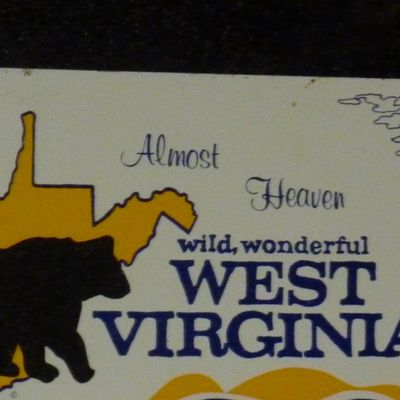 Almost
Heaven
wild, wonderful
WEST
VIRGINIA